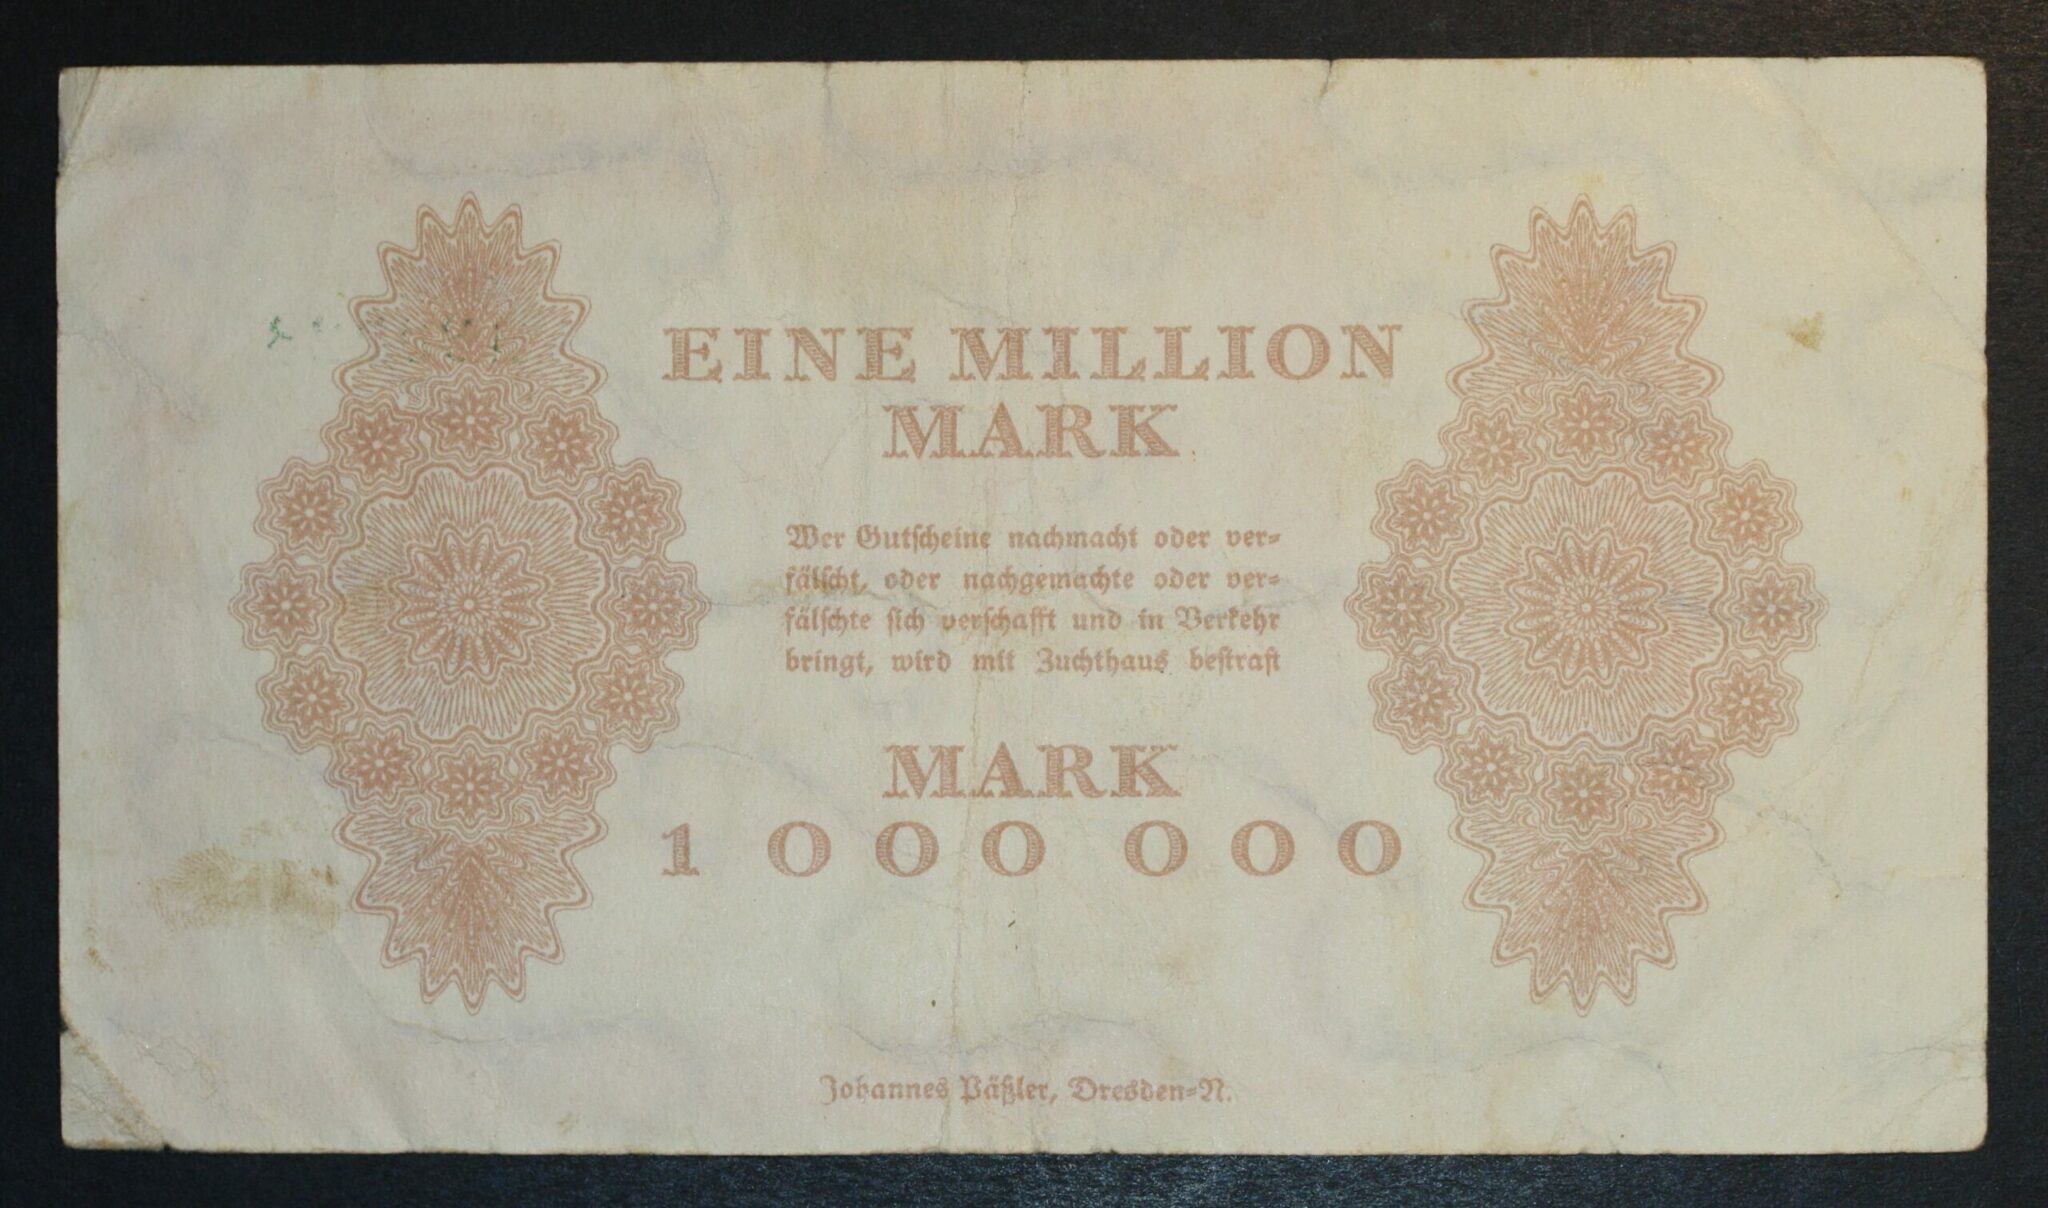 EINE MILLION
MARK
Wer Gutscheine nachmacht oder ver-
fälscht, oder nachgemachte oder ver-
fälschte sich verschafft und in Verkehr
bringt, wird mit Zuchthaus bestraft
MARK
1 000 000
Johannes Päßler, Dresden-N.